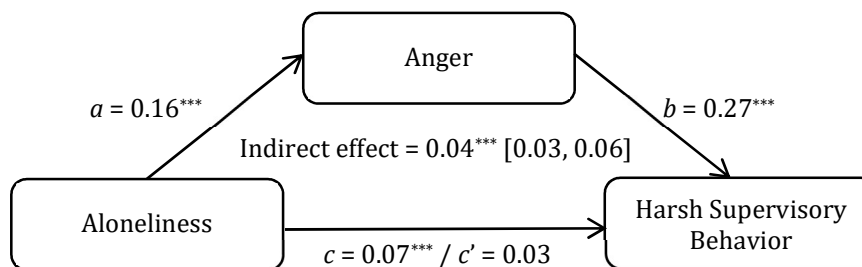 Anger
a = 0.16***
b = 0.27***
Indirect effect = 0.04*** [0.03, 0.06]
Aloneliness
Harsh Supervisory
Behavior
c = 0.07*** / c’ = 0.03